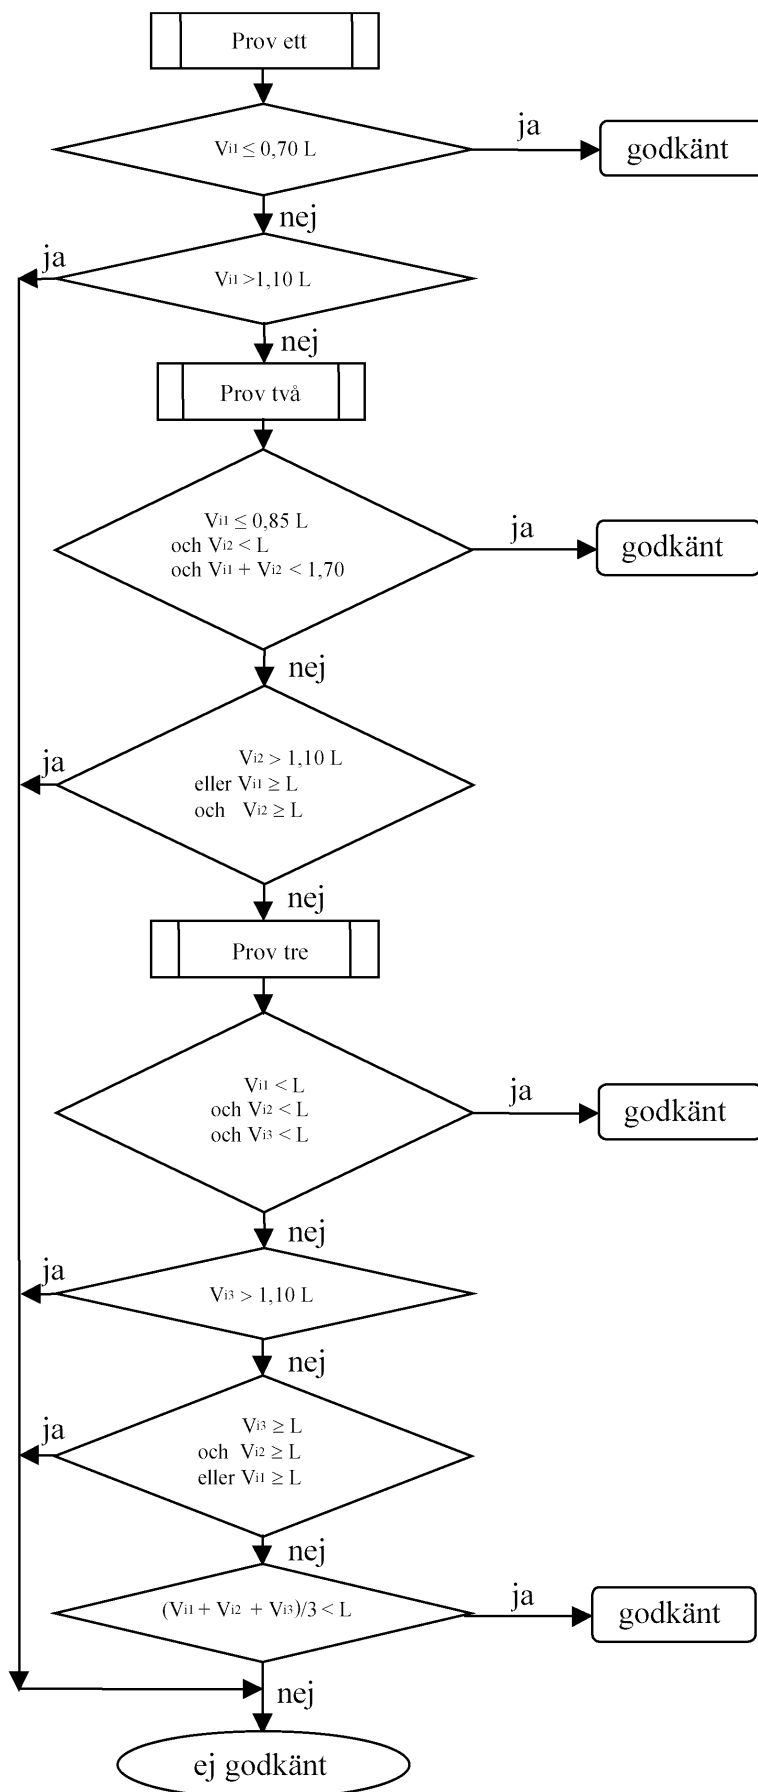 Prov ett
Vi1 ≤ 0,70 L
ja
godkänt
nej
ja
Vi1 >1,10 L
nej
Prov två
Vi1 ≤ 0,85 L
och Vi2 < L
och Vi1 + Vi2 < 1,70
ja
godkänt
nej
ja
Vi2 > 1,10 L
eller Vi1 ≥ L
och Vi2 ≥ L
nej
Prov tre
Vi1 < L
och Vi2 < L
och Vi3 < L
ja
godkänt
nej
ja
Vi3 > 1,10 L
nej
ja
Vi3 ≥ L
och Vi2 ≥ L
eller Vi1 ≥ L
nej
(Vi1 + Vi2 + Vi3)/3 < L
ja
godkänt
nej
ej godkänt